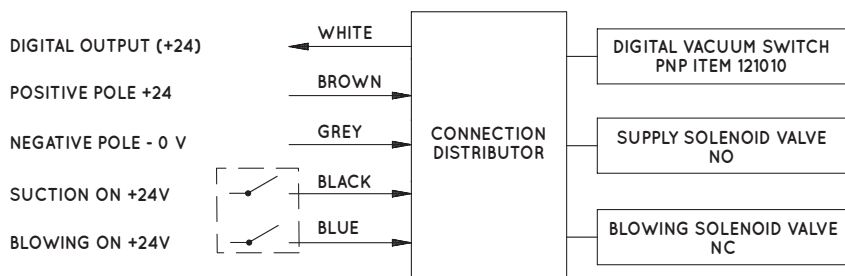 DIGITAL OUTPUT (+24)
WHITE
POSITIVE POLE +24
BROWN
NEGATIVE POLE - 0 V
GREY
SUCTION ON +24V
BLACK
BLOWING ON +24V
BLUE
CONNECTION
DISTRIBUTOR
DIGITAL VACUUM SWITCH
PNP ITEM 121010
SUPPLY SOLENOID VALVE
NO
BLOWING SOLENOID VALVE
NC